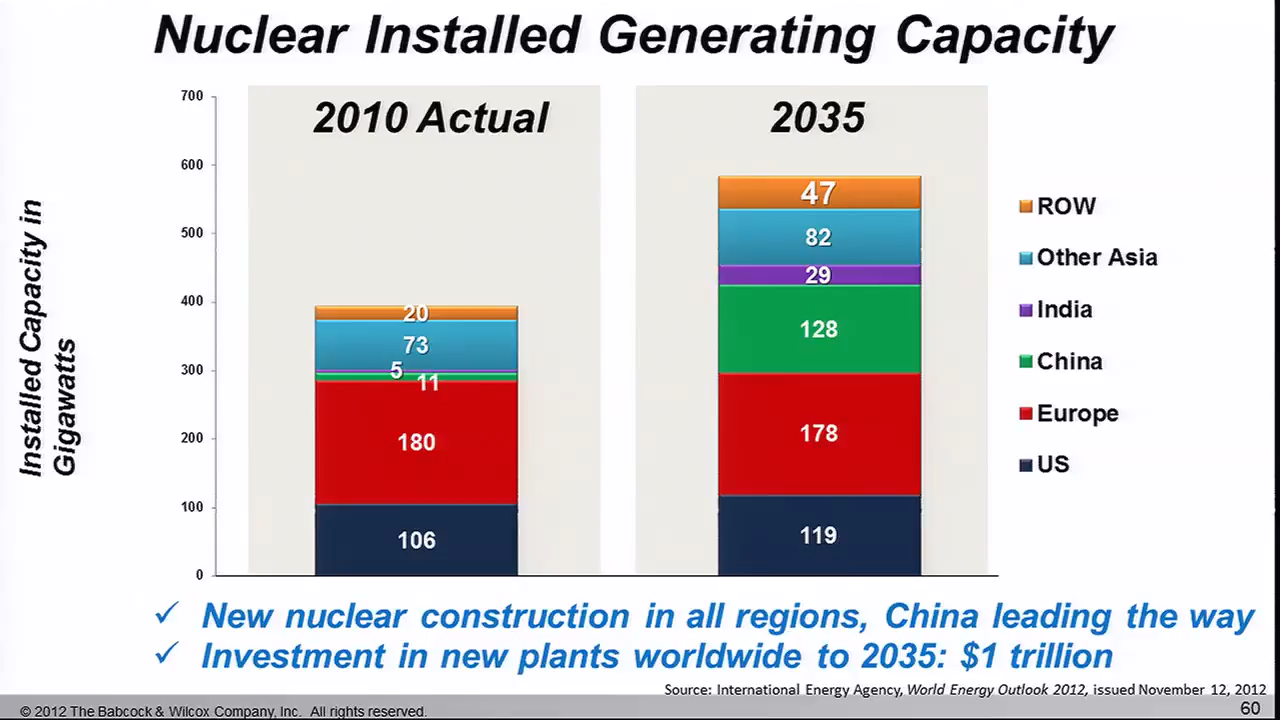 Nuclear Installed Generating Capacity
2010 Actual
2035
Installed Capacity in
Gigawatts
700
600
500
400
300
200
100
0
20
73
5
11
180
106
47
82
29
128
178
119
ROW
Other Asia
India
China
Europe
US
✓ New nuclear construction in all regions, China leading the way
✓ Investment in new plants worldwide to 2035: $1 trillion
Source: International Energy Agency, World Energy Outlook 2012, issued November 12, 2012
© 2012 The Babcock & Wilcox Company, Inc. All rights reserved.
60